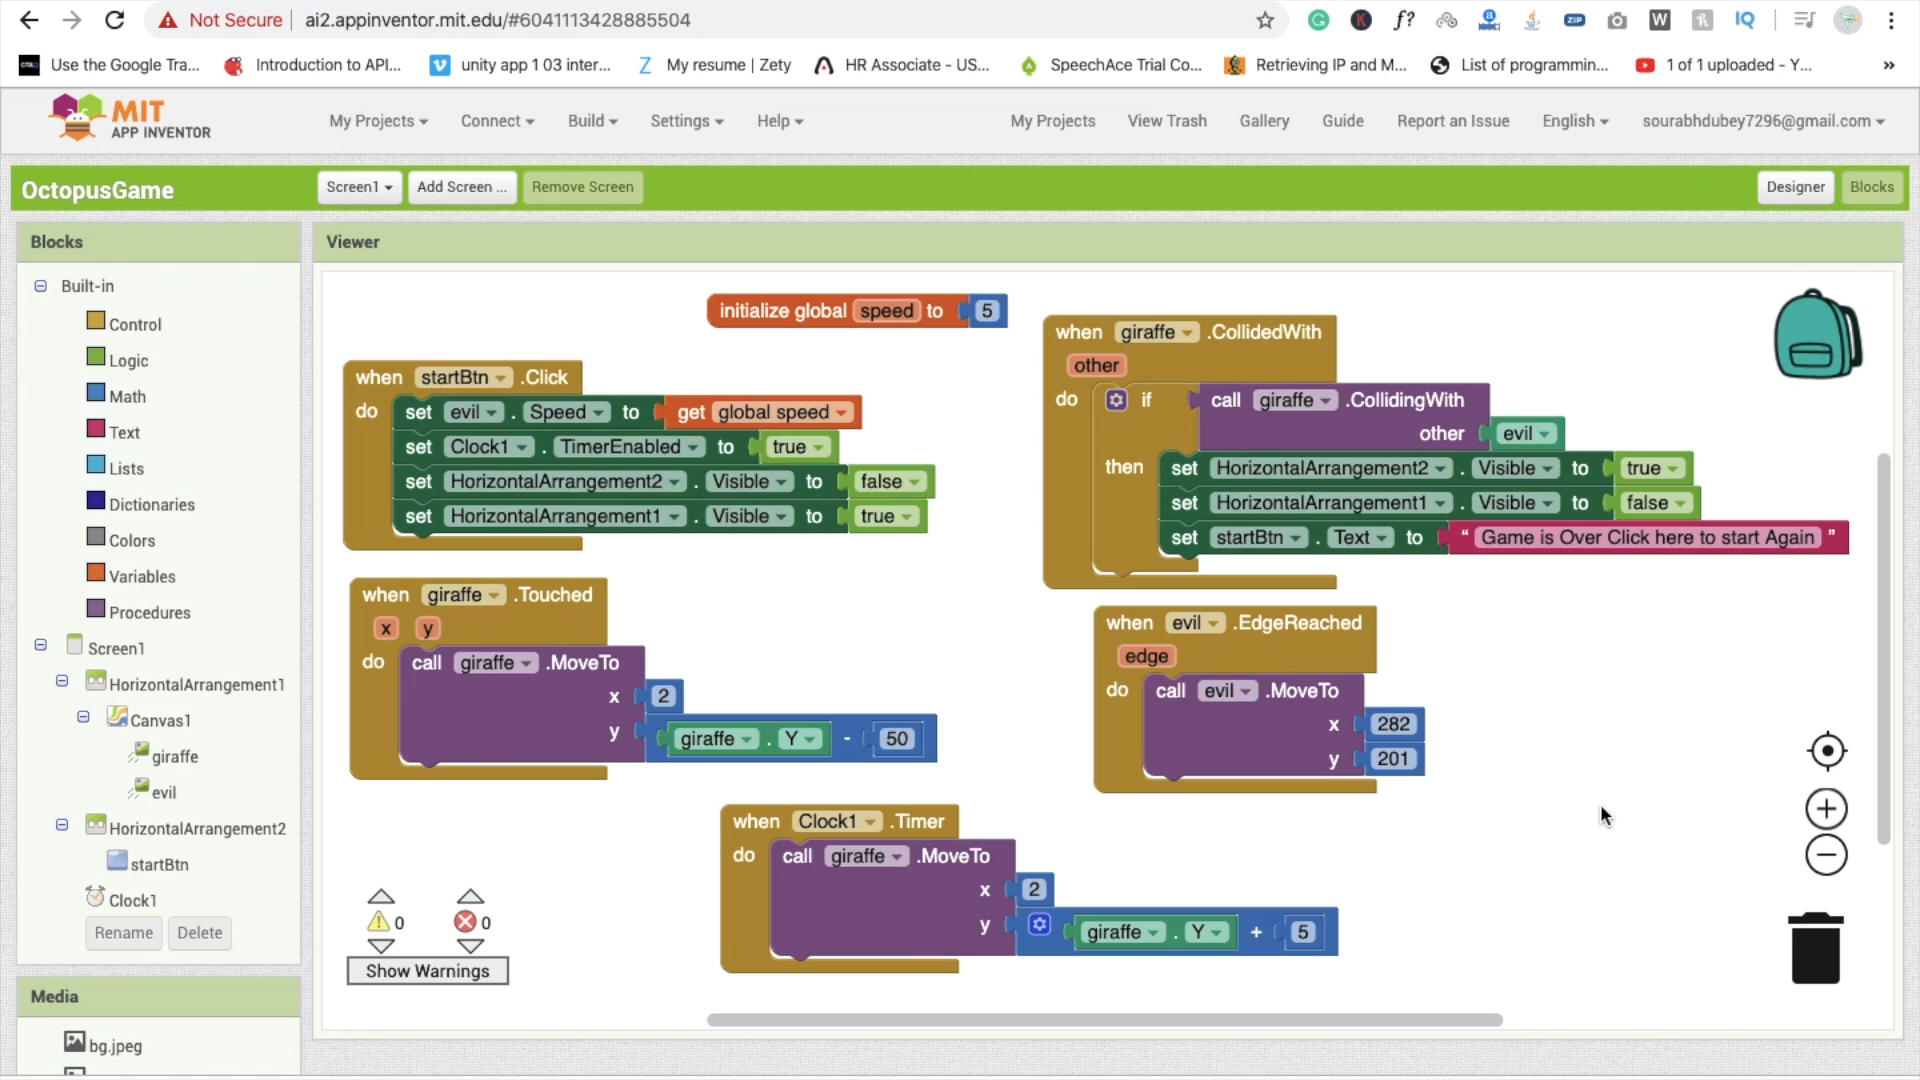 Not Secure | ai2.appinventor.mit.edu/#6041113428885504
f?
ZIP
W
IQ
Use the Google Tra...
Introduction to API...
unity app 1 03 inter...
Z My resume | Zety
HR Associate - US...
SpeechAce Trial Co...
Retrieving IP and M...
List of programmin...
1 of 1 uploaded - Y...
»
MIT
APP INVENTOR
My Projects
Connect
Build
Settings
Help
My Projects
View Trash
Gallery
Guide
Report an Issue
English
sourabhdubey7296@gmail.com
OctopusGame
Screen1
Add Screen ...
Remove Screen
Designer
Blocks
Blocks
Built-in
Control
Logic
Math
Text
Lists
Dictionaries
Colors
Variables
Procedures
Screen1
HorizontalArrangement1
Canvas1
giraffe
evil
HorizontalArrangement2
startBtn
Clock1
Rename
Delete
Media
bg.jpeg
Viewer
initialize global speed to 5
when startBtn .Click
do set evil . Speed to get global speed
set Clock1 . TimerEnabled to true
set HorizontalArrangement2 . Visible to false
set HorizontalArrangement1 . Visible to true
when giraffe .Touched
x y
do call giraffe .MoveTo
x 2
y giraffe . Y - 50
when giraffe .CollidedWith
other
do if call giraffe .CollidingWith
other evil
then set HorizontalArrangement2 . Visible to true
set HorizontalArrangement1 . Visible to false
set startBtn . Text to “ Game is Over Click here to start Again ”
when evil .EdgeReached
edge
do call evil .MoveTo
x 282
y 201
when Clock1 .Timer
do call giraffe .MoveTo
x 2
y giraffe . Y + 5
0
0
Show Warnings